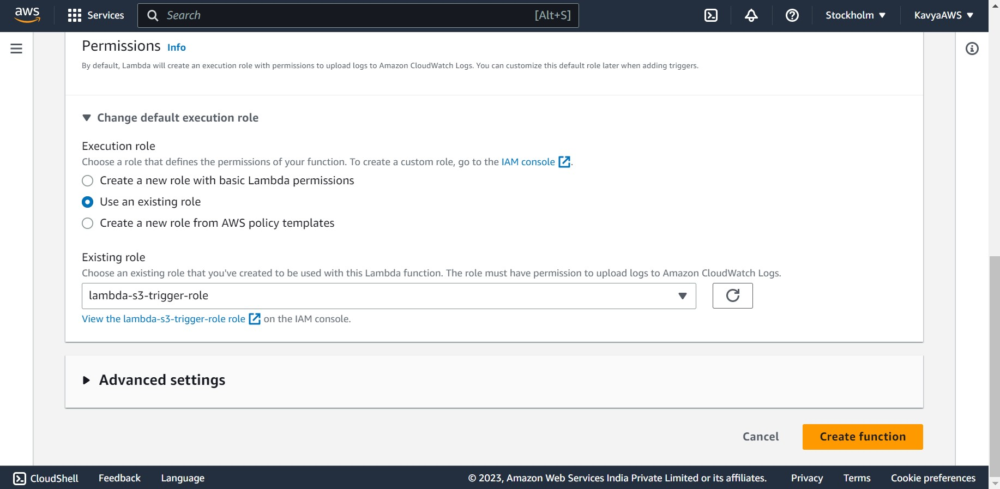 aws
Services
Search [Alt+S]
Stockholm
KavyaAWS
Permissions Info
By default, Lambda will create an execution role with permissions to upload logs to Amazon CloudWatch Logs. You can customize this default role later when adding triggers.
Change default execution role
Execution role
Choose a role that defines the permissions of your function. To create a custom role, go to the IAM console.
Create a new role with basic Lambda permissions
Use an existing role
Create a new role from AWS policy templates
Existing role
Choose an existing role that you've created to be used with this Lambda function. The role must have permission to upload logs to Amazon CloudWatch Logs.
lambda-s3-trigger-role
View the lambda-s3-trigger-role role on the IAM console.
Advanced settings
Cancel
Create function
CloudShell
Feedback
Language
© 2023, Amazon Web Services India Private Limited or its affiliates.
Privacy
Terms
Cookie preferences